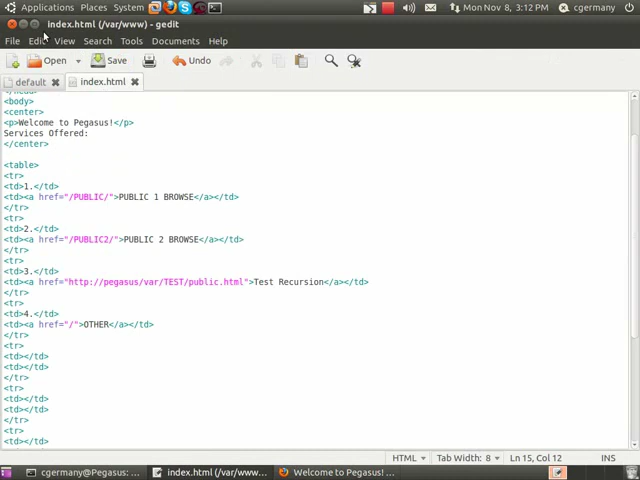 Applications Places System Mon Nov 8, 3:12 PM cgermany
index.html (/var/www) - gedit
File Edit View Search Tools Documents Help
Open Save Undo
default index.html
</head>
<body>
<center>
<p>Welcome to Pegasus!</p>
Services Offered:
</center>
<table>
<tr>
<td>1.</td>
<td><a href="/PUBLIC/">PUBLIC 1 BROWSE</a></td>
</tr>
<tr>
<td>2.</td>
<td><a href="/PUBLIC2/">PUBLIC 2 BROWSE</a></td>
</tr>
<tr>
<td>3.</td>
<td><a href="http://pegasus/var/TEST/public.html">Test Recursion</a></td>
</tr>
<tr>
<td>4.</td>
<td><a href="/">OTHER</a></td>
</tr>
<tr>
<td></td>
<td></td>
</tr>
<tr>
<td></td>
<td></td>
</tr>
<tr>
<td></td>
HTML Tab Width: 8 Ln 15, Col 12 INS
cgermany@Pegasus: ... index.html (/var/www... Welcome to Pegasus! ...